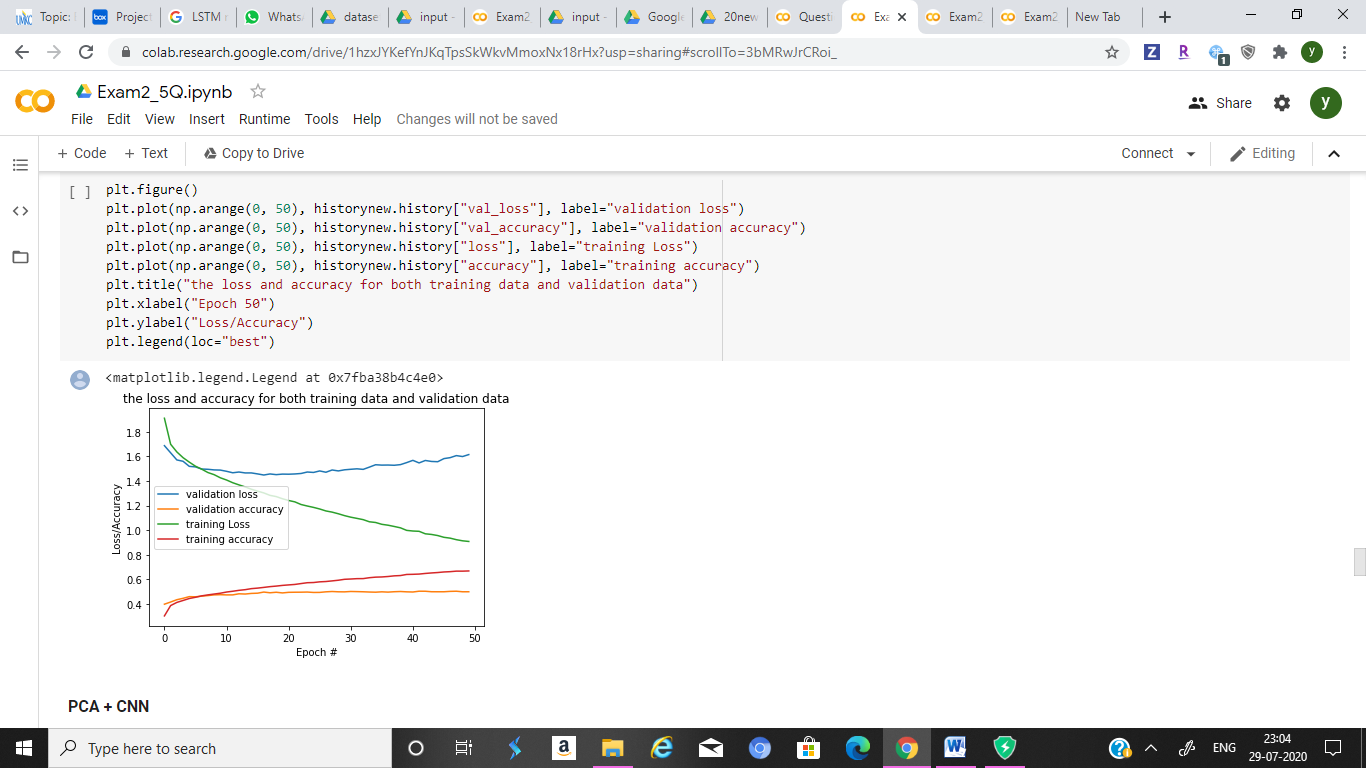 Topic:
Project
LSTM
Whats
datase
input -
Exam2
input -
Google
20new
Questi
Exa
Exam2
Exam2
New Tab
colab.research.google.com/drive/1hzxJYKefYnJKqTpsSkWkvMmoxNx18rHx?usp=sharing#scrollTo=3bMRwJrCRoi_
Exam2_5Q.ipynb
Share
y
File Edit View Insert Runtime Tools Help Changes will not be saved
+ Code + Text Copy to Drive Connect Editing
[ ] plt.figure()
plt.plot(np.arange(0, 50), historynew.history["val_loss"], label="validation loss")
plt.plot(np.arange(0, 50), historynew.history["val_accuracy"], label="validation accuracy")
plt.plot(np.arange(0, 50), historynew.history["loss"], label="training Loss")
plt.plot(np.arange(0, 50), historynew.history["accuracy"], label="training accuracy")
plt.title("the loss and accuracy for both training data and validation data")
plt.xlabel("Epoch 50")
plt.ylabel("Loss/Accuracy")
plt.legend(loc="best")
<matplotlib.legend.Legend at 0x7fba38b4c4e0>
the loss and accuracy for both training data and validation data
1.8
1.6
1.4
1.2
1.0
0.8
0.6
0.4
Loss/Accuracy
validation loss
validation accuracy
training Loss
training accuracy
0 10 20 30 40 50
Epoch #
PCA + CNN
Type here to search
ENG
23:04
29-07-2020